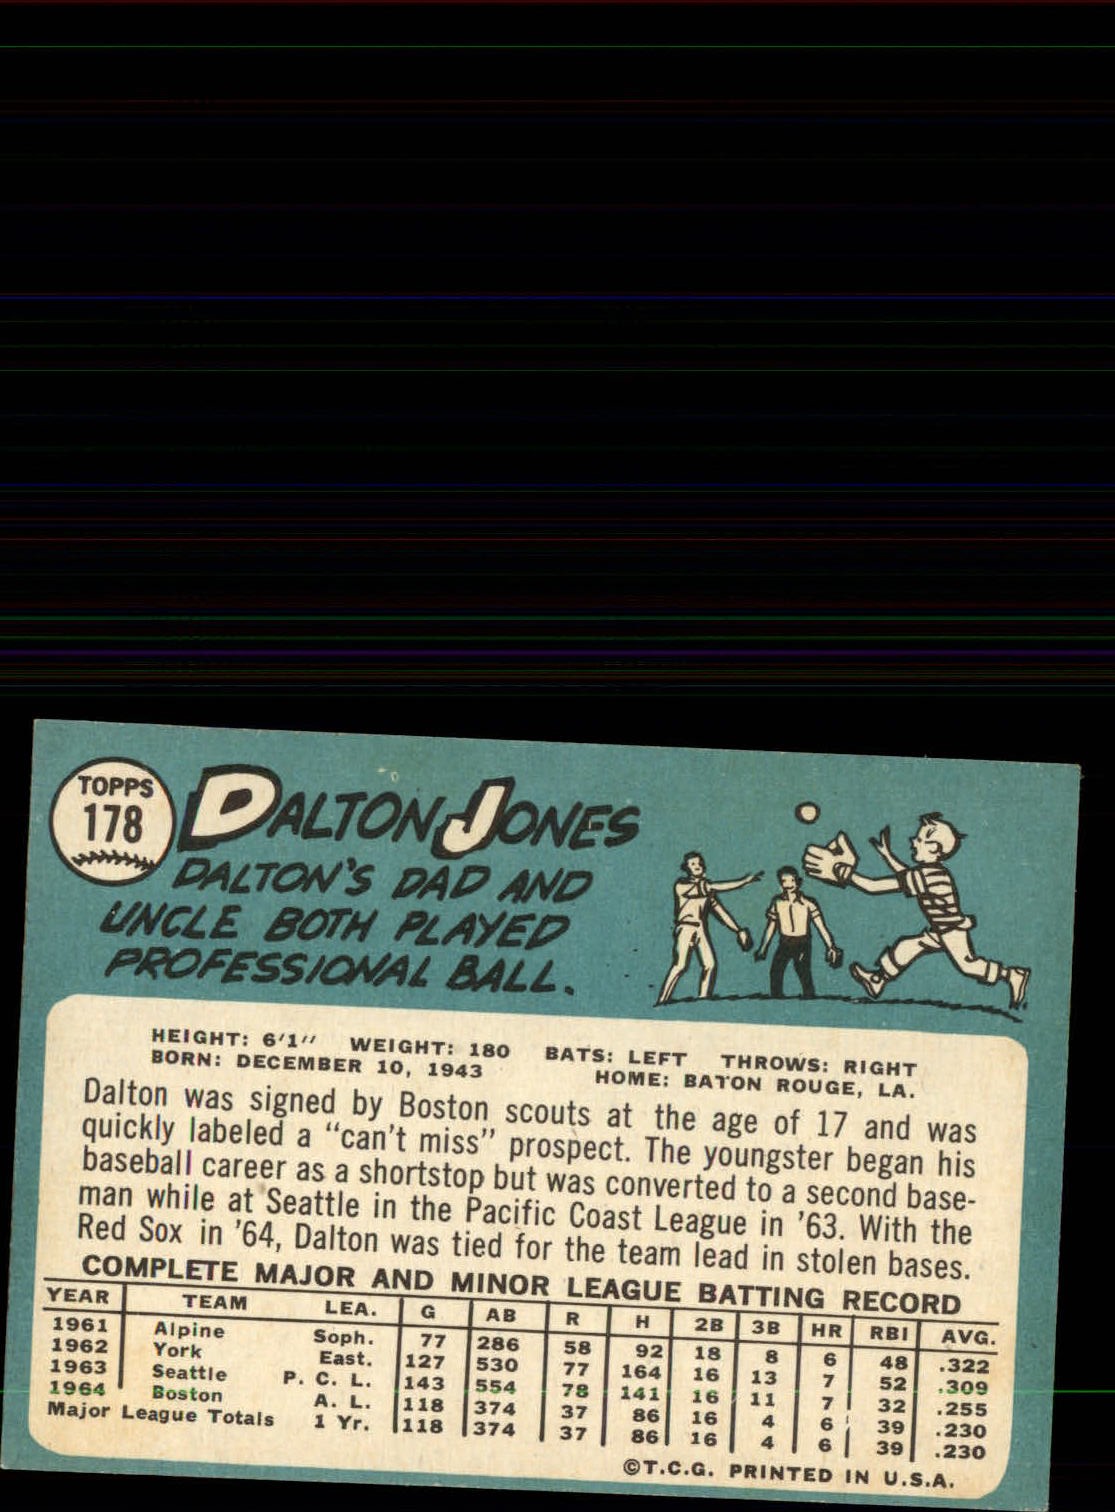 TOPPS
178
DALTON JONES
DALTON'S DAD AND
UNCLE BOTH PLAYED
PROFESSIONAL BALL.
HEIGHT: 6'1" WEIGHT: 180 BATS: LEFT THROWS: RIGHT
BORN: DECEMBER 10, 1943 HOME: BATON ROUGE, LA.
Dalton was signed by Boston scouts at the age of 17 and was
quickly labeled a "can't miss" prospect. The youngster began his
baseball career as a shortstop but was converted to a second base-
man while at Seattle in the Pacific Coast League in '63. With the
Red Sox in '64, Dalton was tied for the team lead in stolen bases.
COMPLETE MAJOR AND MINOR LEAGUE BATTING RECORD
YEAR TEAM LEA. G AB R H 2B 3B HR RBI AVG.
1961 Alpine Soph. 77 286 58 92 18 8 6 48 .322
1962 York East. 127 530 77 164 16 13 7 52 .309
1963 Seattle P. C. L. 143 554 78 141 16 11 7 32 .255
1964 Boston A. L. 118 374 37 86 16 4 6 39 .230
Major League Totals 1 Yr. 118 374 37 86 16 4 6 39 .230
©T.C.G. PRINTED IN U.S.A.